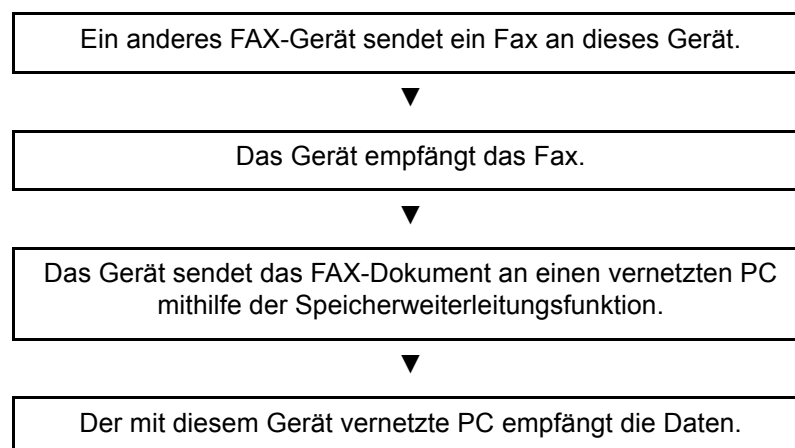 Ein anderes FAX-Gerät sendet ein Fax an dieses Gerät.
▼
Das Gerät empfängt das Fax.
▼
Das Gerät sendet das FAX-Dokument an einen vernetzten PC
mithilfe der Speicherweiterleitungsfunktion.
▼
Der mit diesem Gerät vernetzte PC empfängt die Daten.